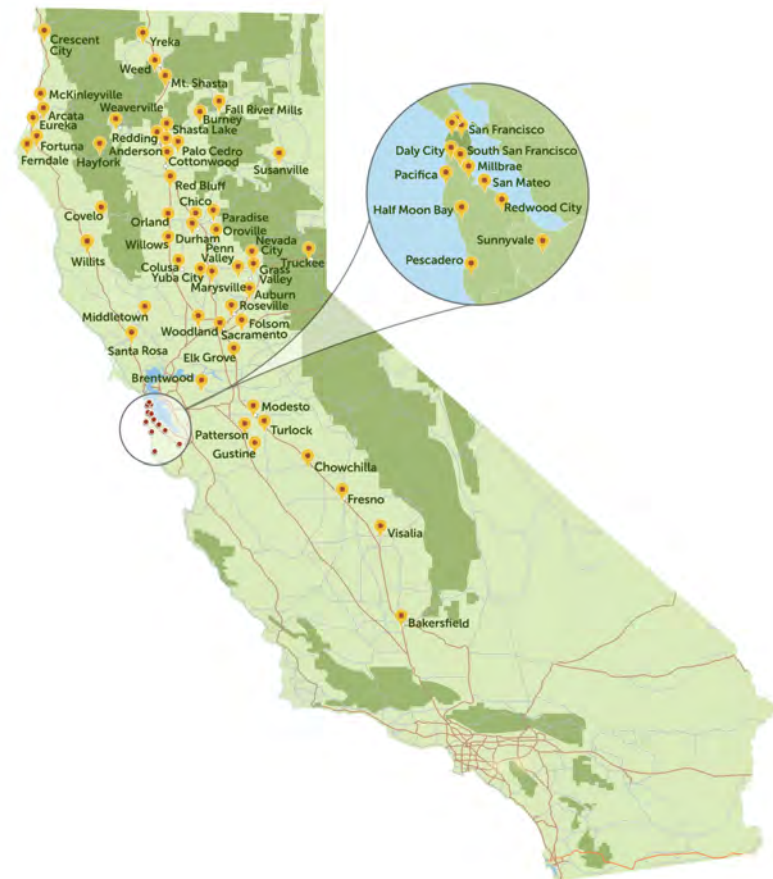 Crescent
City
Yreka
Weed
Mt. Shasta
McKinleyville
Weaverville
Fall River Mills
Burney
Arcata
Eureka
Shasta Lake
Redding
Fortuna
Ferndale
Hayfork
Anderson
Palo Cedro
Cottonwood
Susanville
Red Bluff
Chico
Covelo
Orland
Paradise
Oroville
Willows
Durham
Nevada
City
Willits
Penn
Valley
Truckee
Colusa
Grass
Valley
Yuba City
Marysville
Auburn
Middletown
Roseville
Woodland
Folsom
Sacramento
Santa Rosa
Elk Grove
Brentwood
Modesto
Patterson
Turlock
Gustine
Chowchilla
Fresno
Visalia
Bakersfield
San Francisco
Daly City
South San Francisco
Millbrae
Pacifica
San Mateo
Half Moon Bay
Redwood City
Sunnyvale
Pescadero